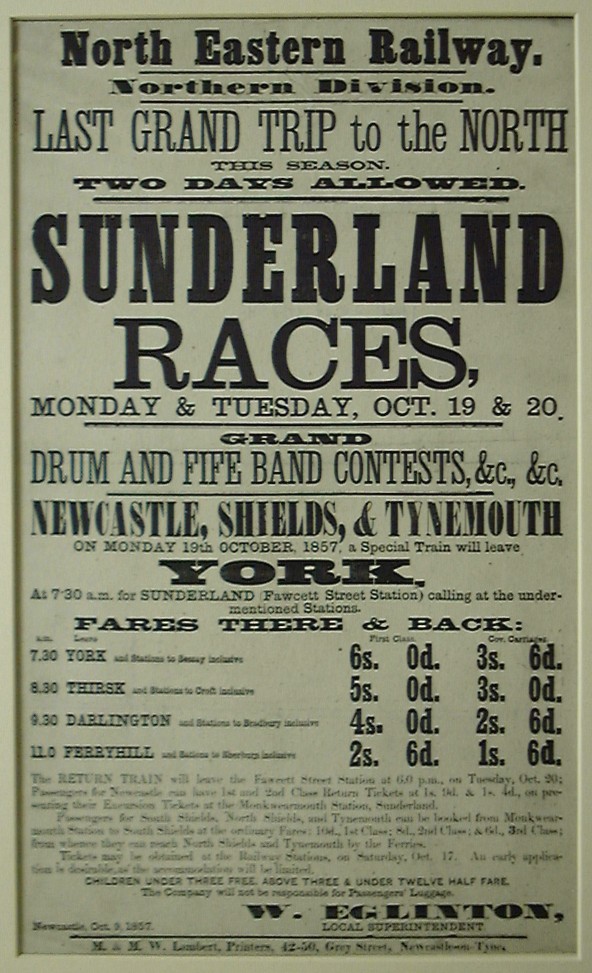 North Eastern Railway.
Northern Division.
LAST GRAND TRIP to the NORTH
THIS SEASON.
TWO DAYS ALLOWED.
SUNDERLAND
RACES,
MONDAY & TUESDAY, OCT. 19 & 20.
GRAND
DRUM AND FIFE BAND CONTESTS, &c., &c.
NEWCASTLE, SHIELDS, & TYNEMOUTH
ON MONDAY 19th OCTOBER, 1857, a Special Train will leave
YORK,
At 7·30 a.m. for SUNDERLAND (Fawcett Street Station) calling at the under-
mentioned Stations.
FARES THERE & BACK:
a.m. Leave First Class. Cov. Carriages.
7.30 YORK and Stations to Sessay inclusive 6s. 0d. 3s. 6d.
8.30 THIRSK and Stations to Croft inclusive 5s. 0d. 3s. 0d.
9.30 DARLINGTON and Stations to Bradbury inclusive 4s. 0d. 2s. 6d.
11.0 FERRYHILL and Stations to Sherburn inclusive 2s. 6d. 1s. 6d.
The RETURN TRAIN will leave the Fawcett Street Station at 6.0 p.m., on Tuesday, Oct. 20;
Passengers for Newcastle can have 1st and 2nd Class Return Tickets at 1s. 9d. & 1s. 4d., on pre-
senting their Excursion Tickets at the Monkwearmouth Station, Sunderland.
Passengers for South Shields, North Shields, and Tynemouth can be booked from Monkwear-
mouth Station to South Shields at the ordinary Fares: 10d., 1st Class; 8d., 2nd Class; & 6d., 3rd Class;
from whence they can reach North Shields and Tynemouth by the Ferries.
Tickets may be obtained at the Railway Stations, on Saturday, Oct. 17. An early applica-
tion is desirable, as the accommodation will be limited.
CHILDREN UNDER THREE FREE, ABOVE THREE & UNDER TWELVE HALF FARE.
The Company will not be responsible for Passengers' Luggage.
W. EGLINTON,
Newcastle, Oct. 9, 1857. LOCAL SUPERINTENDENT
M. & M. W. Lambert, Printers, 42-50, Grey Street, Newcastle-on-Tyne.